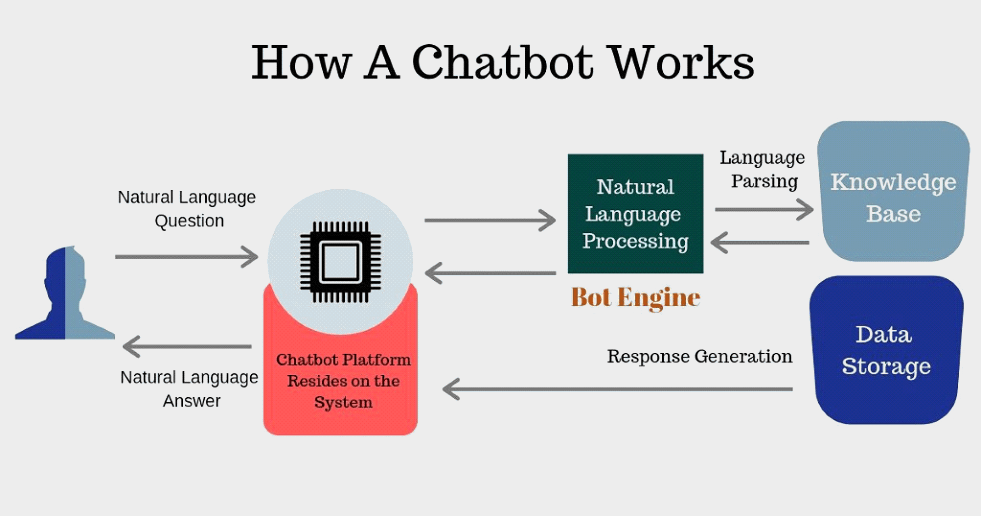 How A Chatbot Works
Natural Language
Question
Natural Language
Answer
Chatbot Platform
Resides on the
System
Natural
Language
Processing
Bot Engine
Language
Parsing
Knowledge
Base
Response Generation
Data
Storage